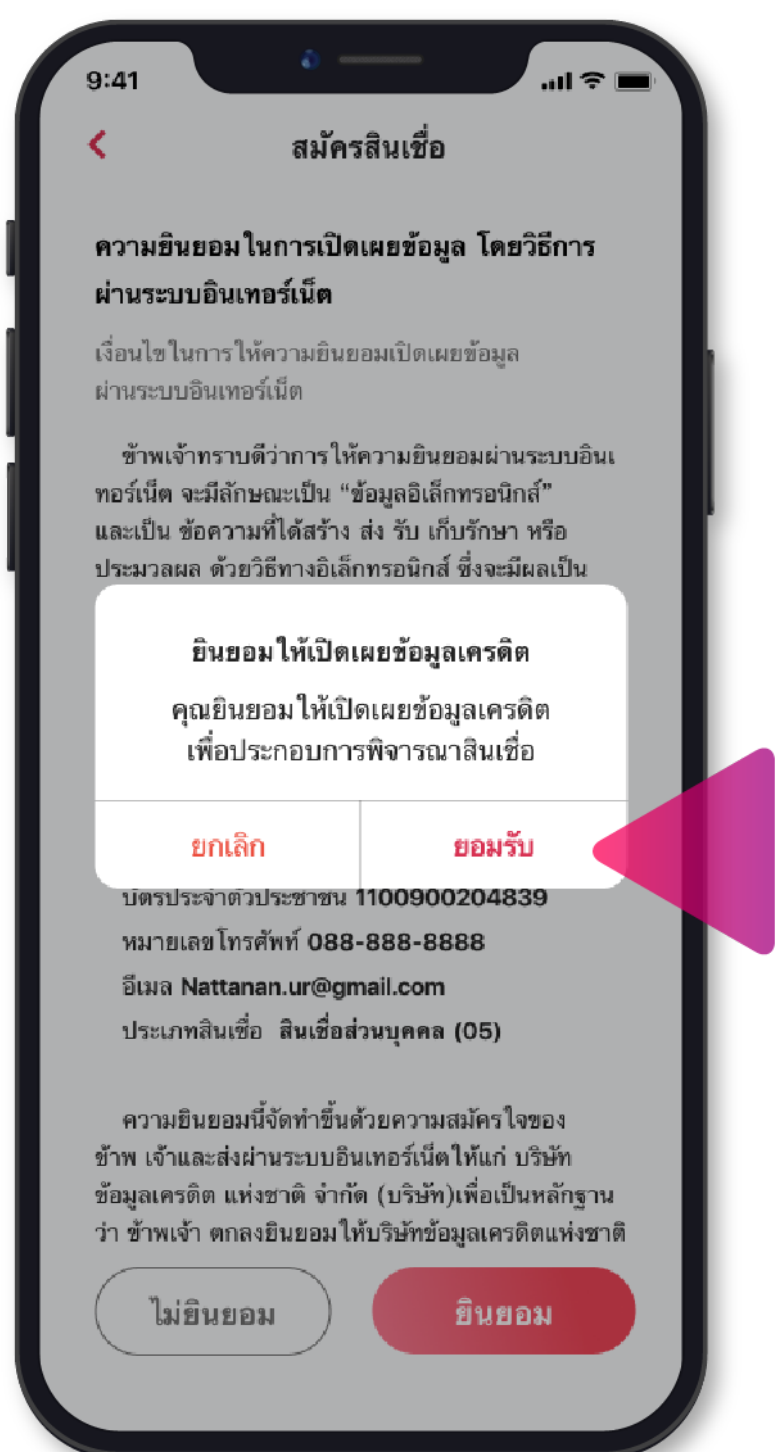 9:41
สมัครสินเชื่อ
ความยินยอมในการเปิดเผยข้อมูล โดยวิธีการ
ผ่านระบบอินเทอร์เน็ต
เงื่อนไขในการให้ความยินยอมเปิดเผยข้อมูล
ผ่านระบบอินเทอร์เน็ต
ข้าพเจ้าทราบดีว่าการให้ความยินยอมผ่านระบบอินเ
ทอร์เน็ต จะมีลักษณะเป็น “ข้อมูลอิเล็กทรอนิกส์”
และเป็น ข้อความที่ได้สร้าง ส่ง รับ เก็บรักษา หรือ
ประมวลผล ด้วยวิธีทางอิเล็กทรอนิกส์ ซึ่งจะมีผลเป็น
ยินยอมให้เปิดเผยข้อมูลเครดิต
คุณยินยอมให้เปิดเผยข้อมูลเครดิต
เพื่อประกอบการพิจารณาสินเชื่อ
ยกเลิก ยอมรับ
บัตรประจำตัวประชาชน 1100900204839
หมายเลขโทรศัพท์ 088-888-8888
อีเมล Nattanan.ur@gmail.com
ประเภทสินเชื่อ สินเชื่อส่วนบุคคล (05)
ความยินยอมนี้จัดทำขึ้นด้วยความสมัครใจของ
ข้าพ เจ้าและส่งผ่านระบบอินเทอร์เน็ตให้แก่ บริษัท
ข้อมูลเครดิต แห่งชาติ จำกัด (บริษัท)เพื่อเป็นหลักฐาน
ว่า ข้าพเจ้า ตกลงยินยอมให้บริษัทข้อมูลเครดิตแห่งชาติ
ไม่ยินยอม ยินยอม